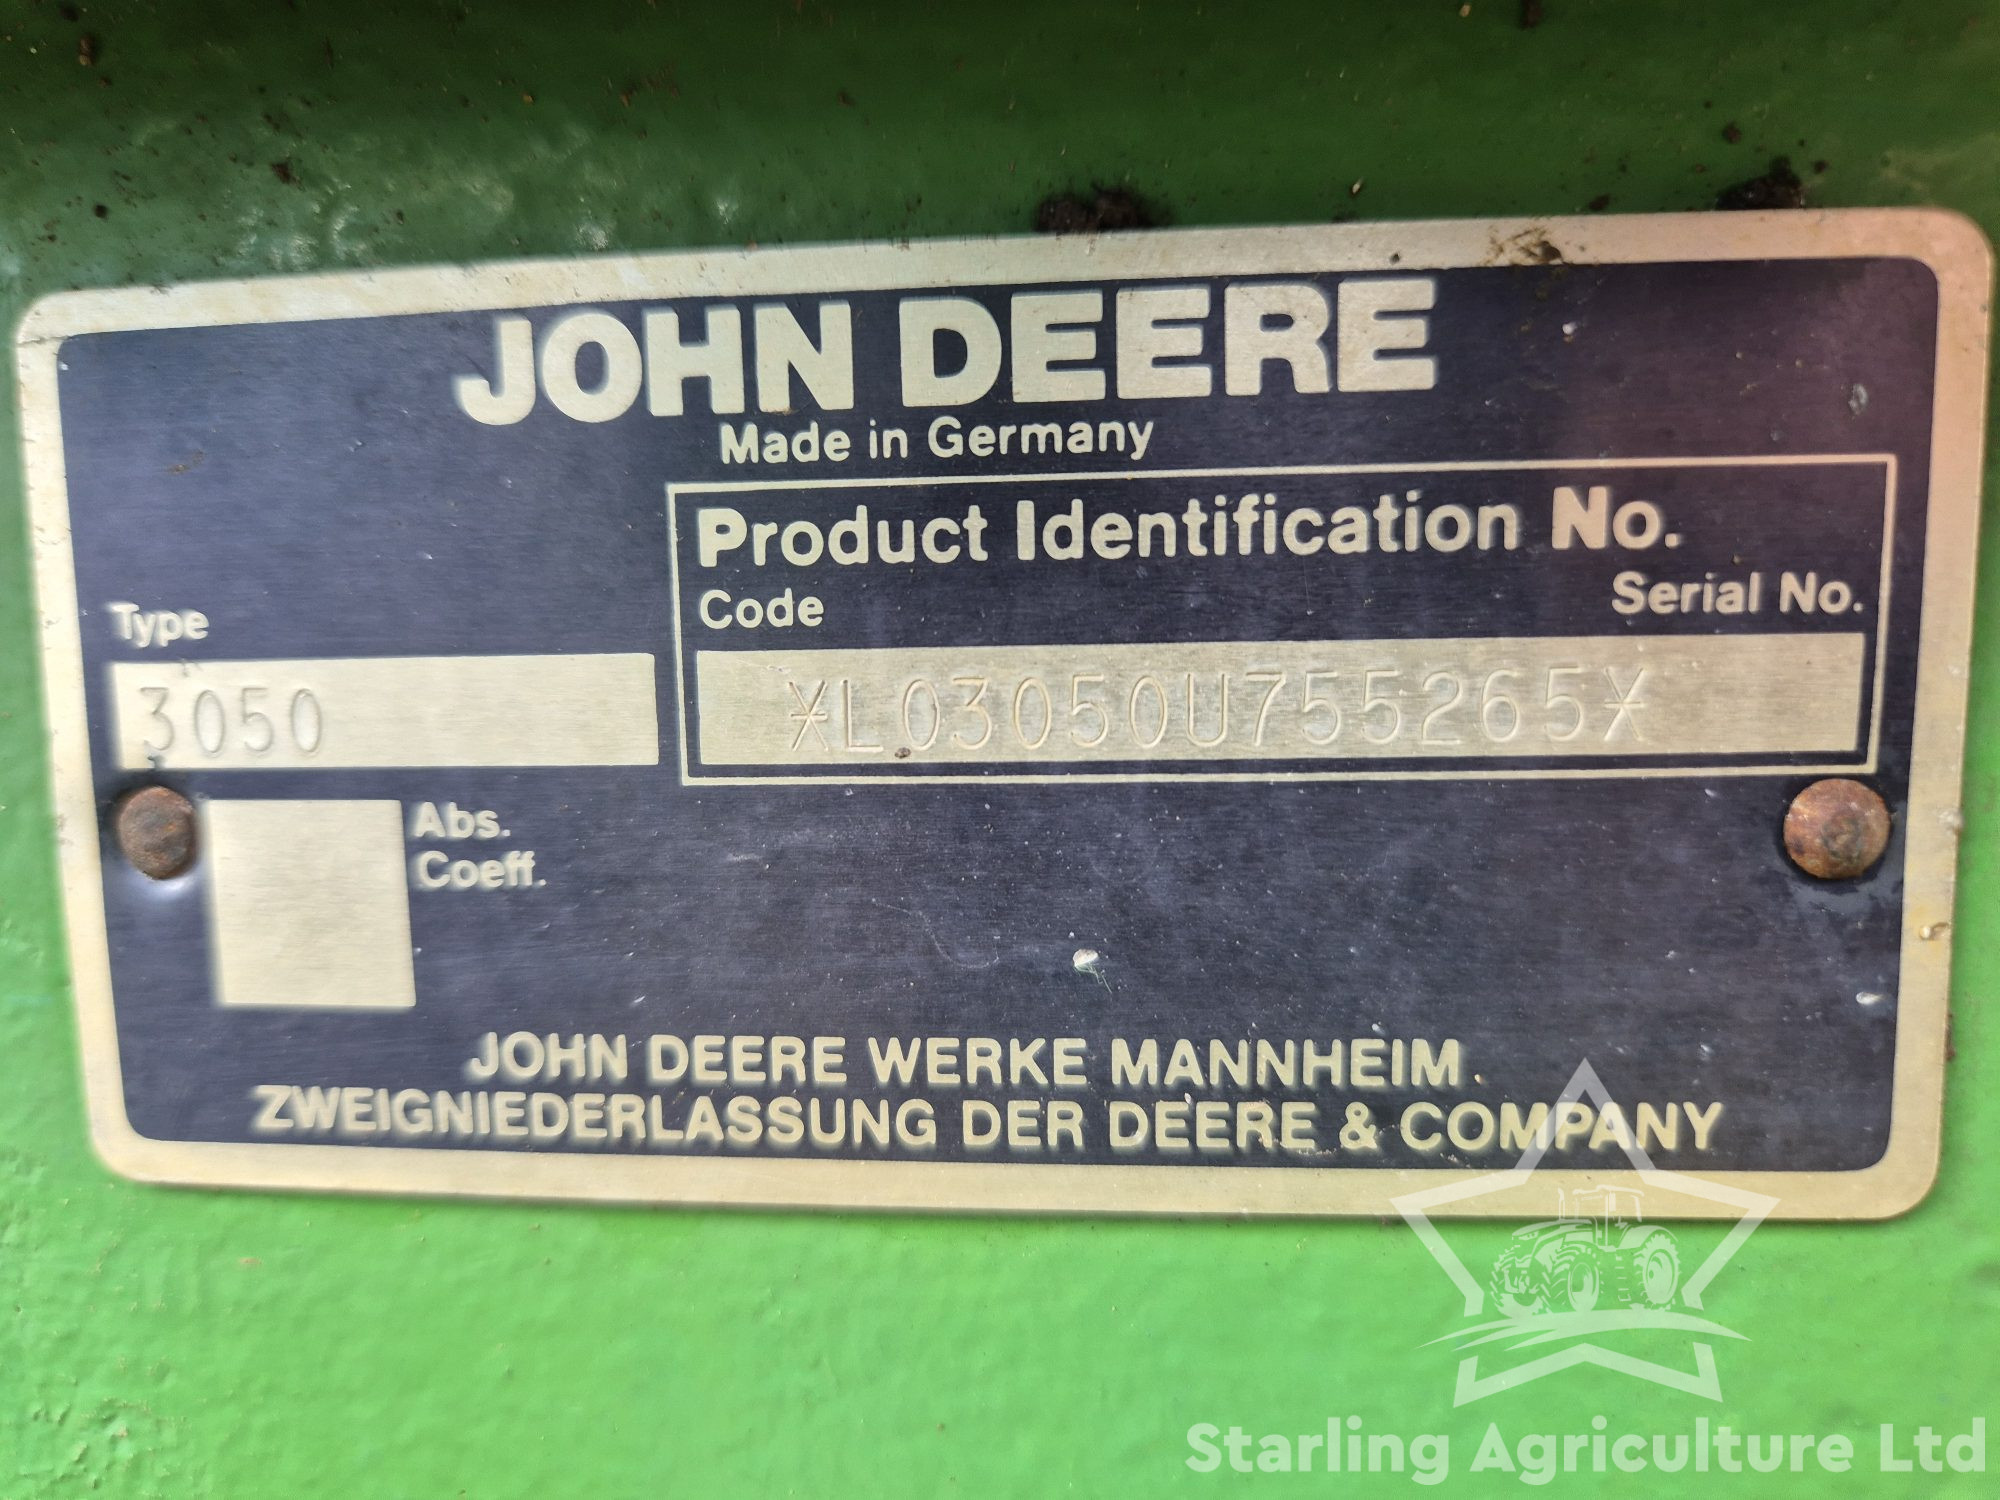 JOHN DEERE
Made in Germany
Product Identification No.
Code
Serial No.
Type
3050
*L03050U755265*
Abs.
Coeff.
JOHN DEERE WERKE MANNHEIM
ZWEIGNIEDERLASSUNG DER DEERE & COMPANY
Starling Agriculture Ltd